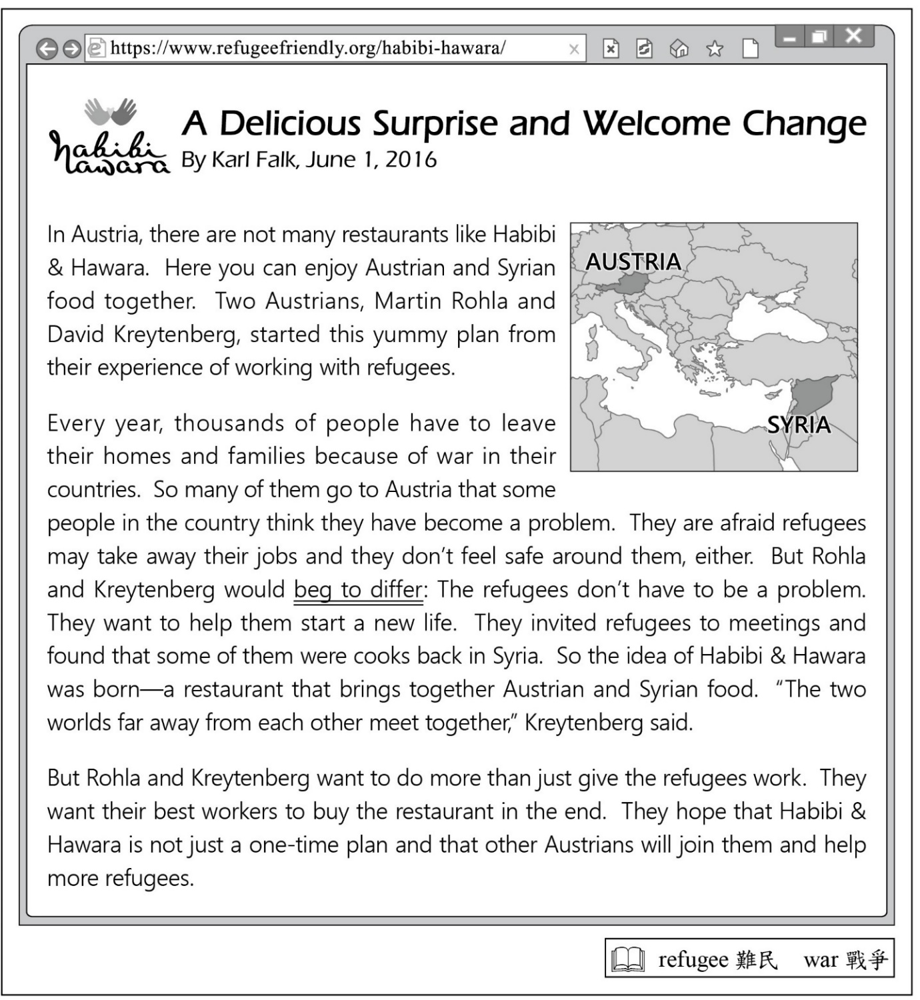 https://www.refugeefriendly.org/habibi-hawara/
habibi
hawara
A Delicious Surprise and Welcome Change
By Karl Falk, June 1, 2016
In Austria, there are not many restaurants like Habibi
& Hawara. Here you can enjoy Austrian and Syrian
food together. Two Austrians, Martin Rohla and
David Kreytenberg, started this yummy plan from
their experience of working with refugees.
AUSTRIA
SYRIA
Every year, thousands of people have to leave
their homes and families because of war in their
countries. So many of them go to Austria that some
people in the country think they have become a problem. They are afraid refugees
may take away their jobs and they don't feel safe around them, either. But Rohla
and Kreytenberg would beg to differ: The refugees don't have to be a problem.
They want to help them start a new life. They invited refugees to meetings and
found that some of them were cooks back in Syria. So the idea of Habibi & Hawara
was born—a restaurant that brings together Austrian and Syrian food. “The two
worlds far away from each other meet together,” Kreytenberg said.
But Rohla and Kreytenberg want to do more than just give the refugees work. They
want their best workers to buy the restaurant in the end. They hope that Habibi &
Hawara is not just a one-time plan and that other Austrians will join them and help
more refugees.
refugee 難民 war 戰爭